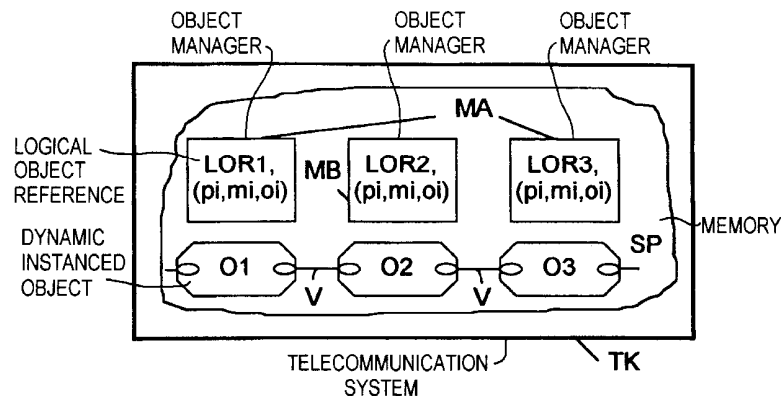 OBJECT MANAGER
OBJECT MANAGER
OBJECT MANAGER
MA
LOGICAL OBJECT REFERENCE
LOR1, (pi,mi,oi)
MB
LOR2, (pi,mi,oi)
LOR3, (pi,mi,oi)
MEMORY
SP
DYNAMIC INSTANCED OBJECT
O1
V
O2
V
O3
TELECOMMUNICATION SYSTEM
TK